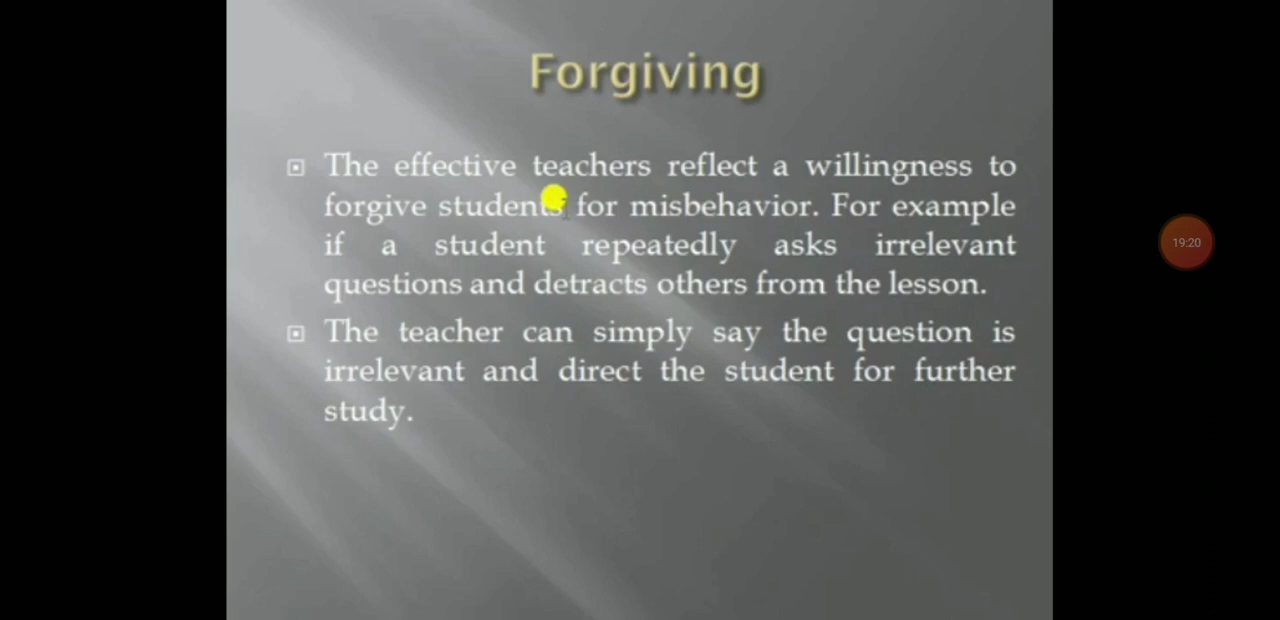 Forgiving
The effective teachers reflect a willingness to
forgive students for misbehavior. For example
if a student repeatedly asks irrelevant
questions and detracts others from the lesson.
The teacher can simply say the question is
irrelevant and direct the student for further
study.
19:20